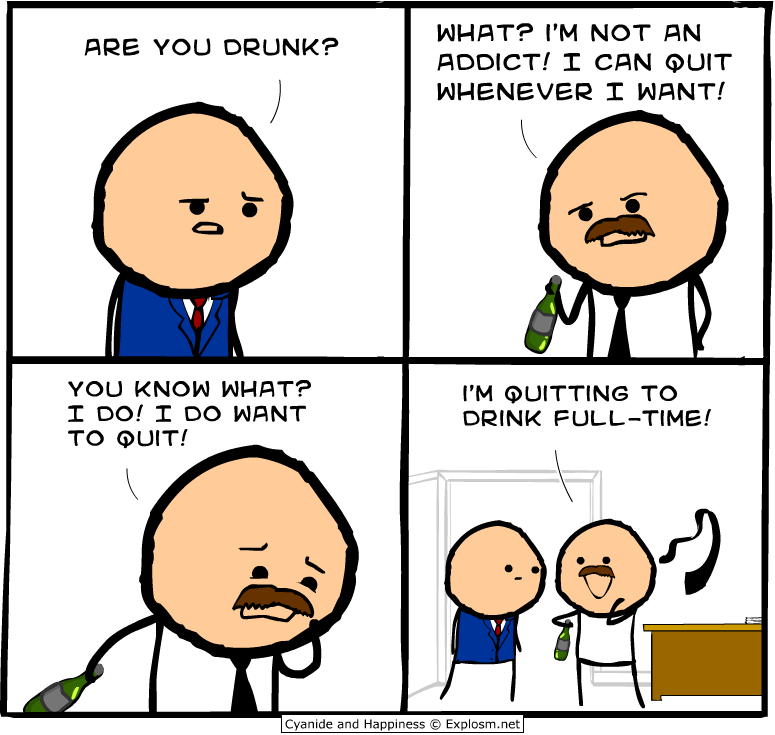 ARE YOU DRUNK?
WHAT? I'M NOT AN
ADDICT! I CAN QUIT
WHENEVER I WANT!
YOU KNOW WHAT?
I DO! I DO WANT
TO QUIT!
I'M QUITTING TO
DRINK FULL-TIME!
Cyanide and Happiness © Explosm.net